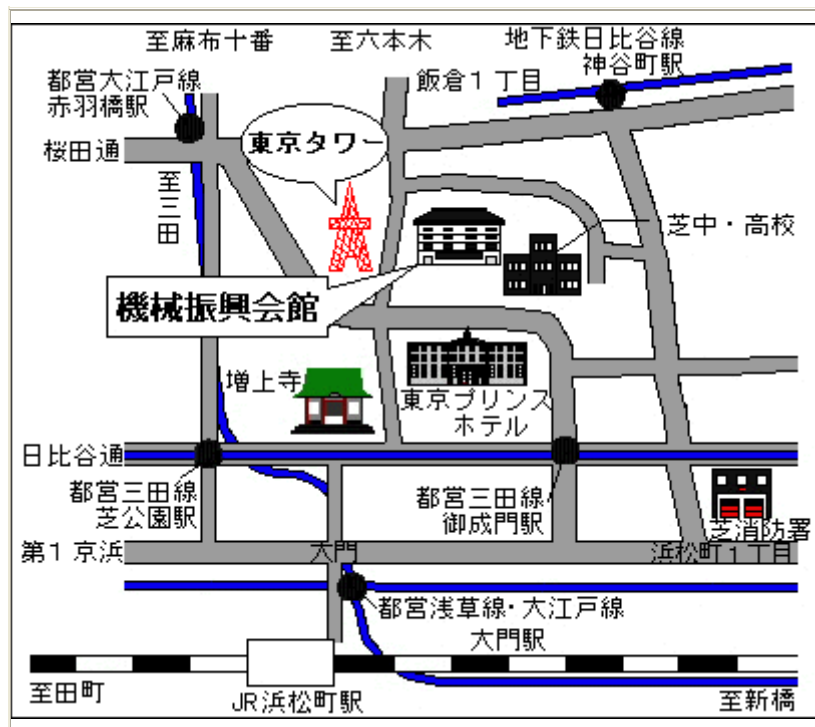 至麻布十番
至六本木
地下鉄日比谷線
神谷町駅
都営大江戸線
赤羽橋駅
飯倉1丁目
東京タワー
桜田通
至三田
芝中・高校
機械振興会館
増上寺
東京プリンス
ホテル
日比谷通
都営三田線
芝公園駅
都営三田線
御成門駅
芝消防署
第1京浜
大門
浜松町1丁目
都営浅草線・大江戸線
大門駅
至田町
JR浜松町駅
至新橋